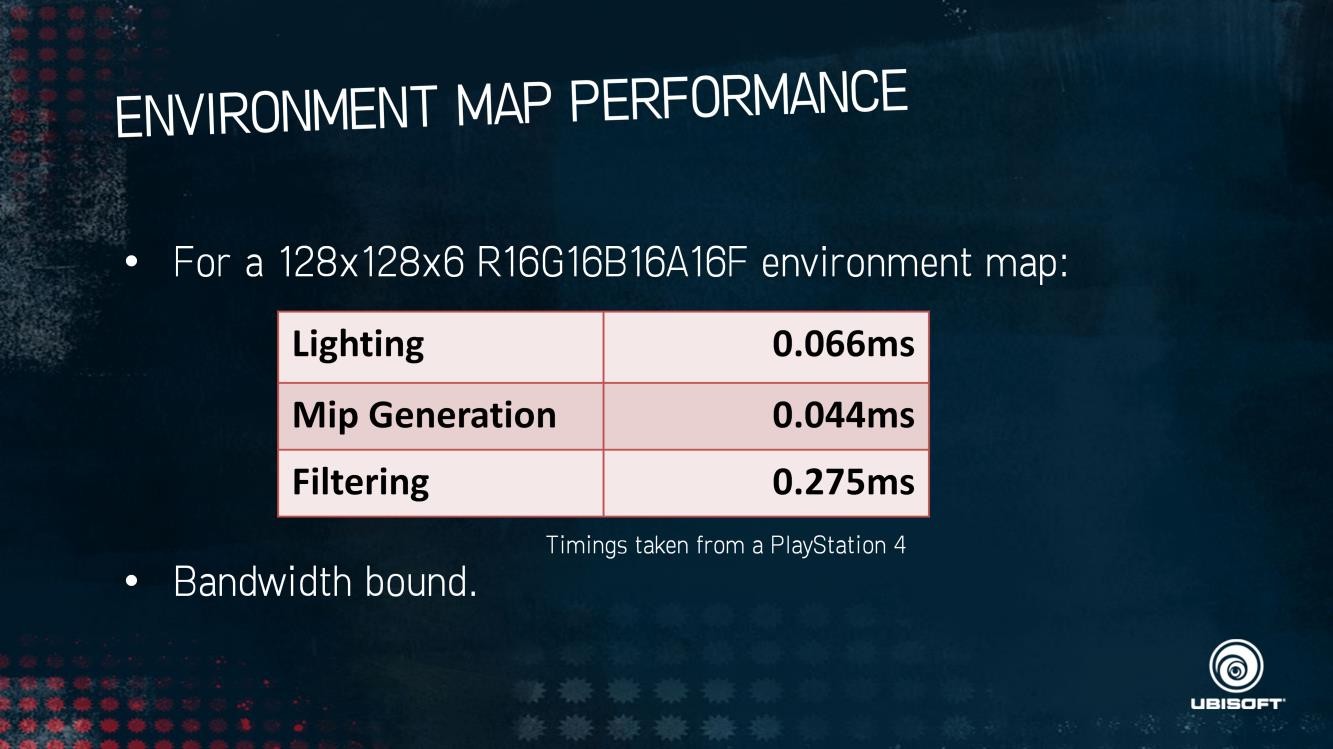 ENVIRONMENT MAP PERFORMANCE
• For a 128x128x6 R16G16B16A16F environment map:
Lighting 0.066ms
Mip Generation 0.044ms
Filtering 0.275ms
Timings taken from a PlayStation 4
• Bandwidth bound.
UBISOFT